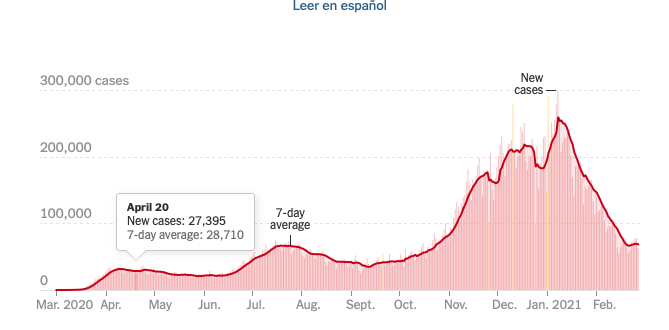 Leer en español
300,000 cases
New
cases
200,000
April 20
New cases: 27,395
7-day average: 28,710
7-day
average
100,000
0
Mar. 2020 Apr. May Jun. Jul. Aug. Sept. Oct. Nov. Dec. Jan. 2021 Feb.